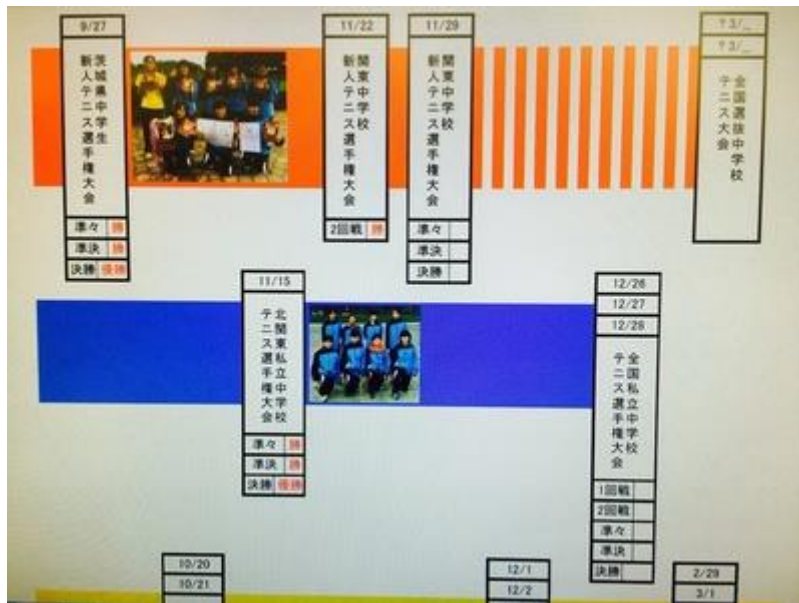 9/27
茨城県中学生
新人テニス選手権大会
準々 勝
準決 勝
決勝 優勝
11/22
関東中学校
新人テニス選手権大会
2回戦 勝
11/29
関東中学校
新人テニス選手権大会
準々
準決
決勝
?3/_
?3/_
全国選抜中学校
テニス大会
11/15
北関東私立中学校
テニス選手権大会
準々 勝
準決 勝
決勝 優勝
12/26
12/27
12/28
全国私立中学校
テニス選手権大会
1回戦
2回戦
準々
準決
決勝
10/20
10/21
12/1
12/2
2/29
3/1